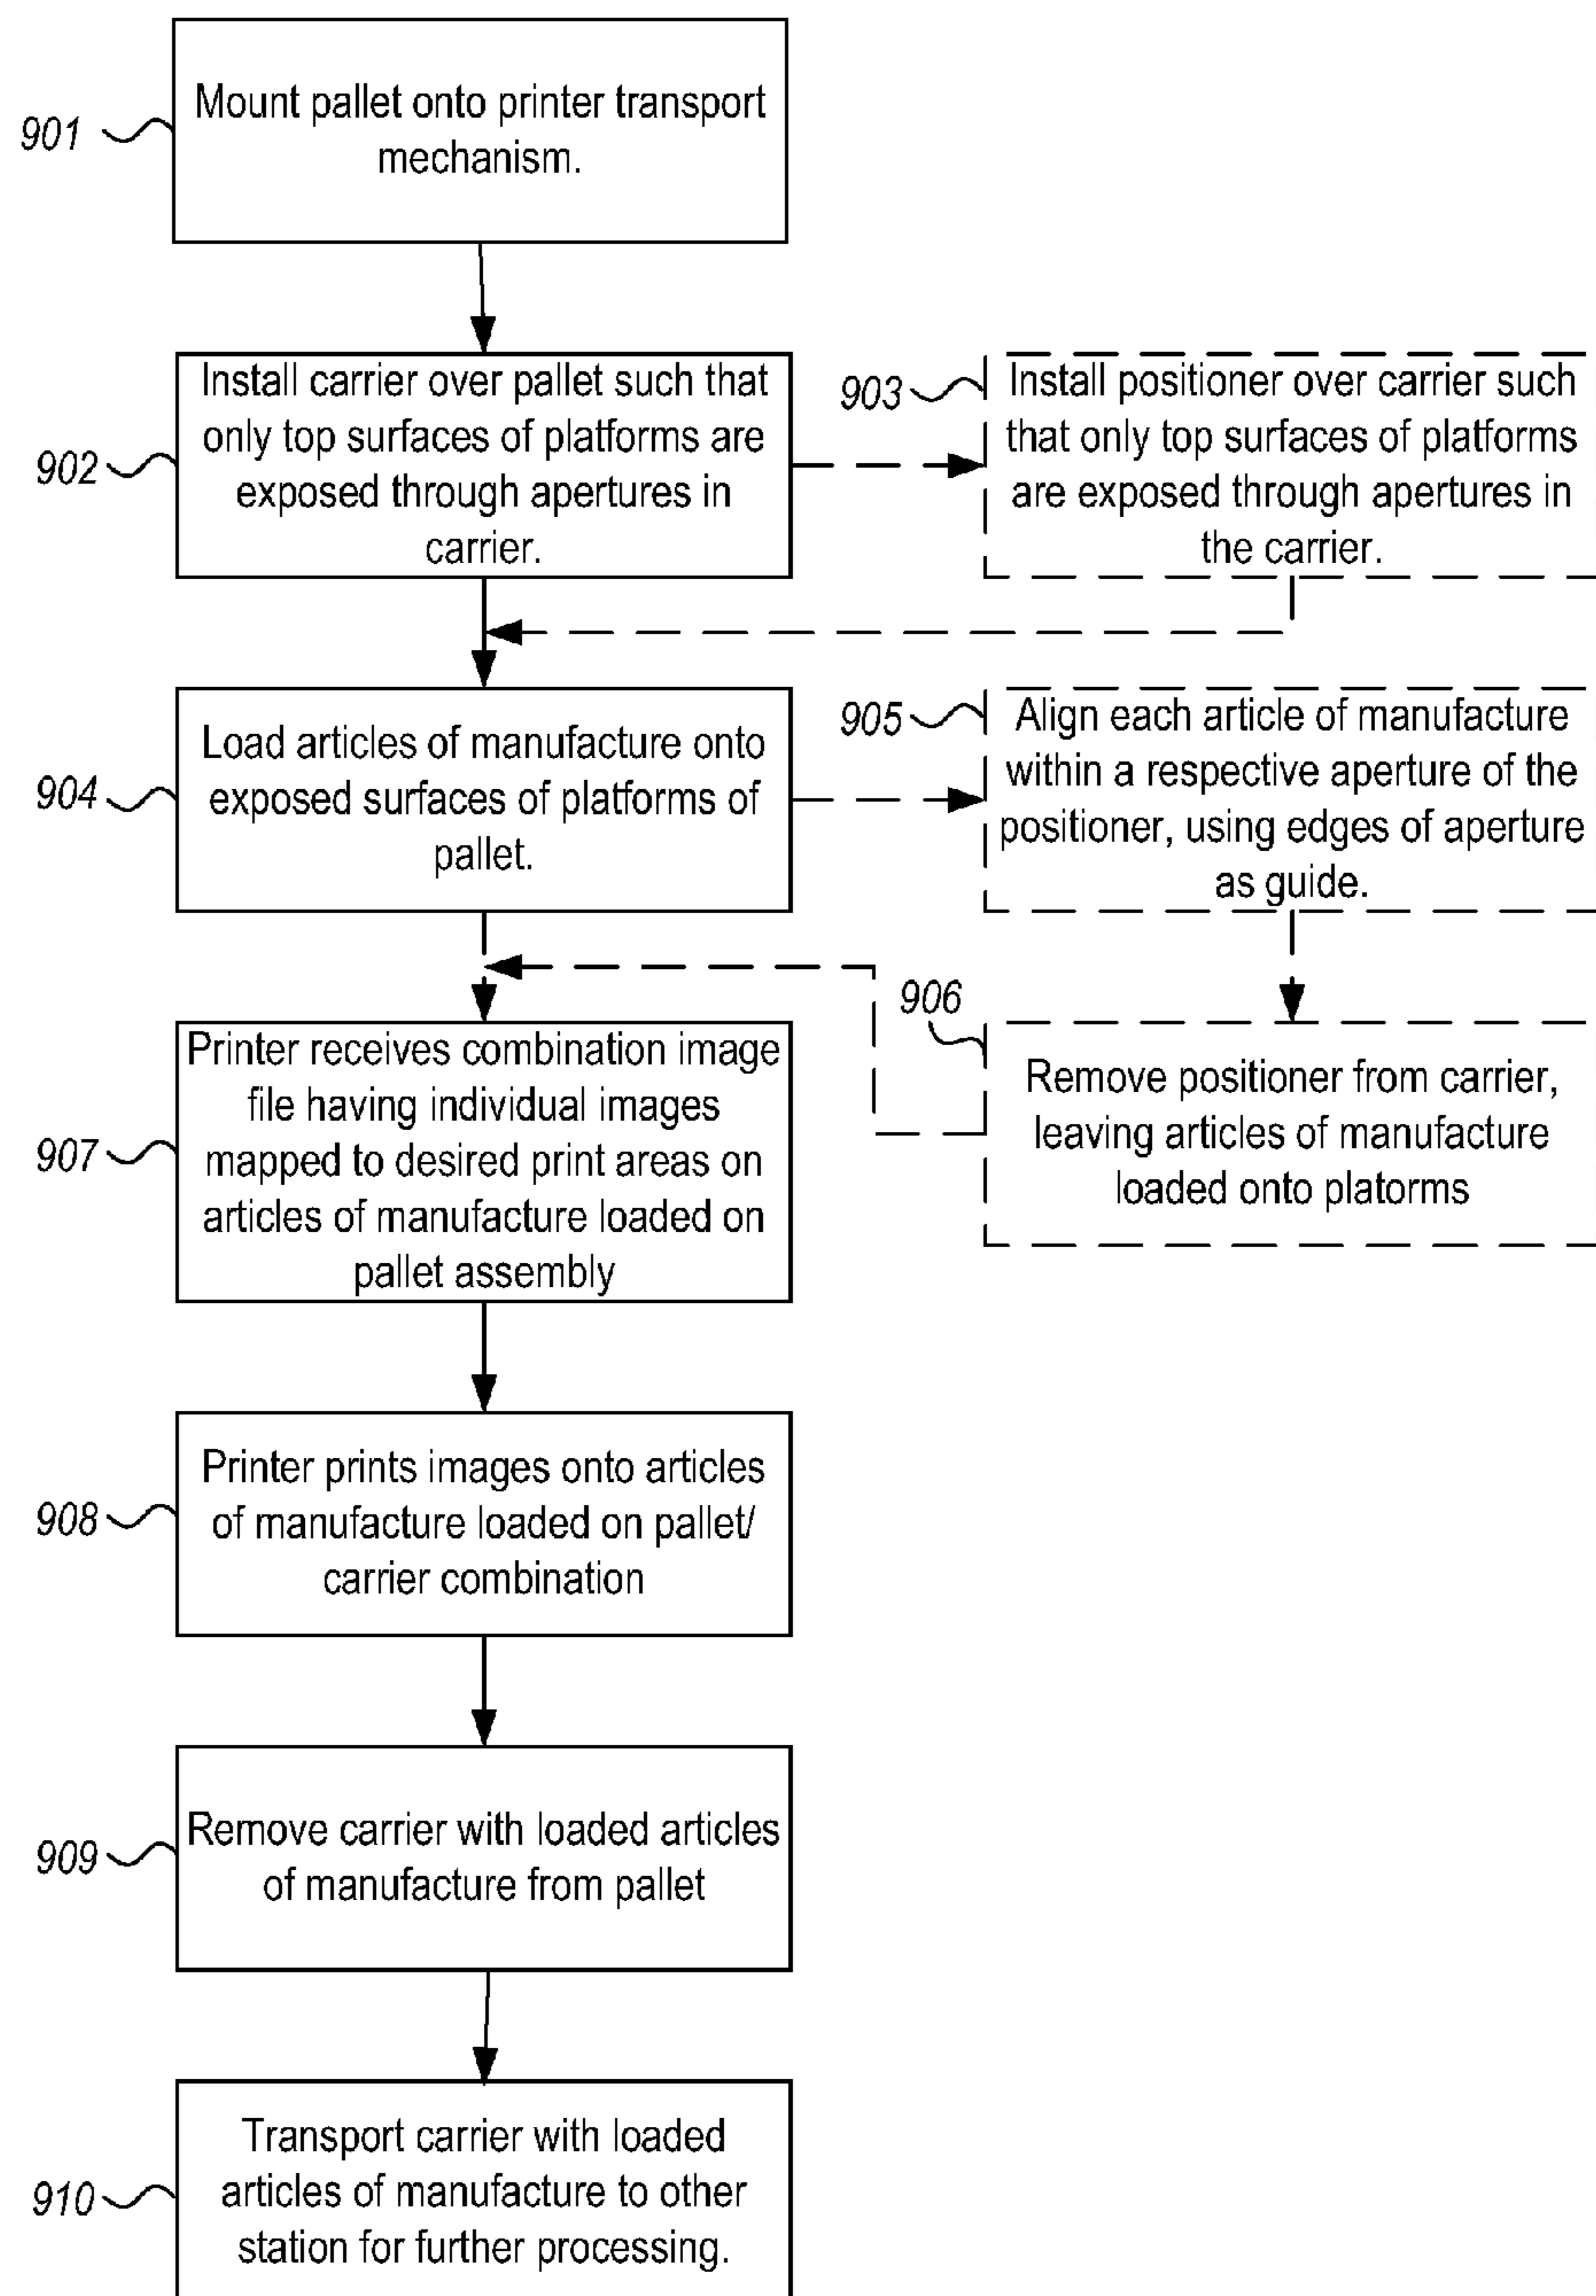 901
Mount pallet onto printer transport
mechanism.
902
Install carrier over pallet such that
only top surfaces of platforms are
exposed through apertures in
carrier.
903
Install positioner over carrier such
that only top surfaces of platforms
are exposed through apertures in
the carrier.
904
Load articles of manufacture onto
exposed surfaces of platforms of
pallet.
905
Align each article of manufacture
within a respective aperture of the
positioner, using edges of aperture
as guide.
906
Remove positioner from carrier,
leaving articles of manufacture
loaded onto platorms
907
Printer receives combination image
file having individual images
mapped to desired print areas on
articles of manufacture loaded on
pallet assembly
908
Printer prints images onto articles
of manufacture loaded on pallet/
carrier combination
909
Remove carrier with loaded articles
of manufacture from pallet
910
Transport carrier with loaded
articles of manufacture to other
station for further processing.